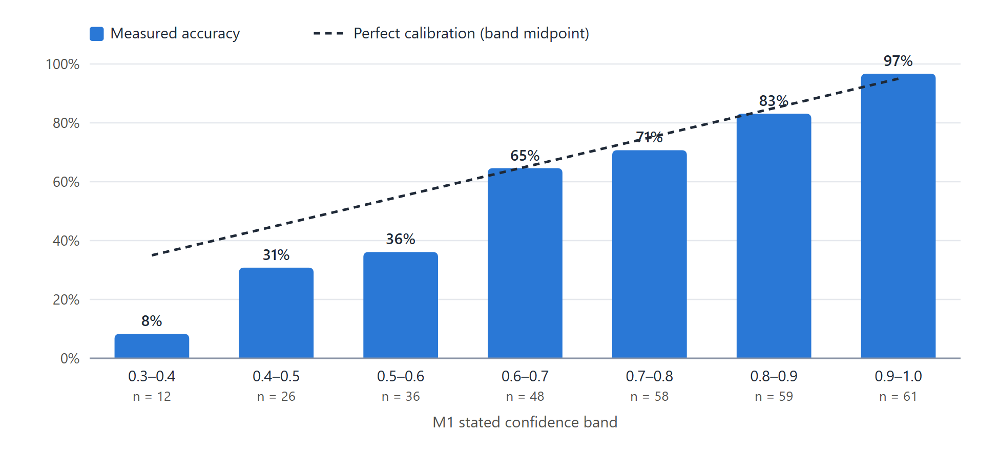 Measured accuracy
Perfect calibration (band midpoint)
100%
80%
60%
40%
20%
0%
8%
31%
36%
65%
71%
83%
97%
0.3–0.4
0.4–0.5
0.5–0.6
0.6–0.7
0.7–0.8
0.8–0.9
0.9–1.0
n = 12
n = 26
n = 36
n = 48
n = 58
n = 59
n = 61
M1 stated confidence band